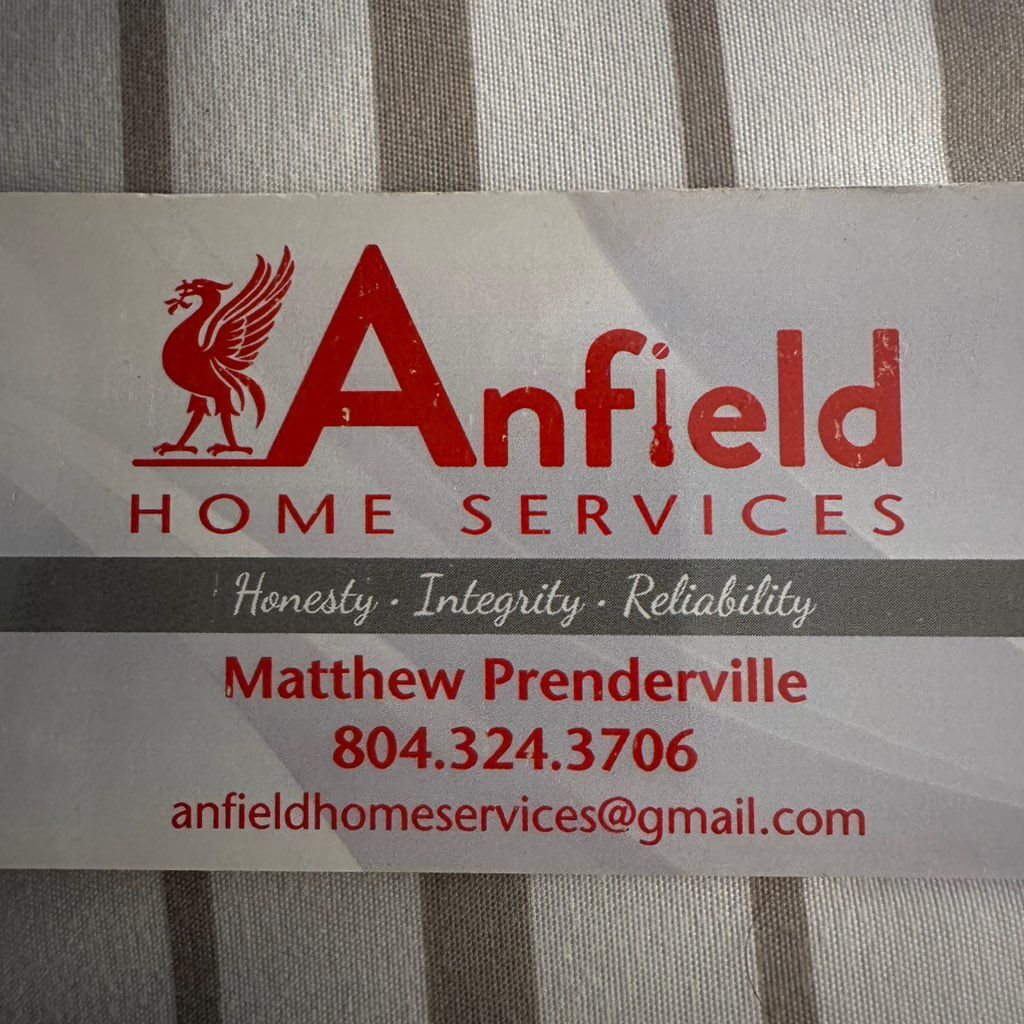 Anfield
HOME SERVICES
Honesty · Integrity · Reliability
Matthew Prenderville
804.324.3706
anfieldhomeservices@gmail.com